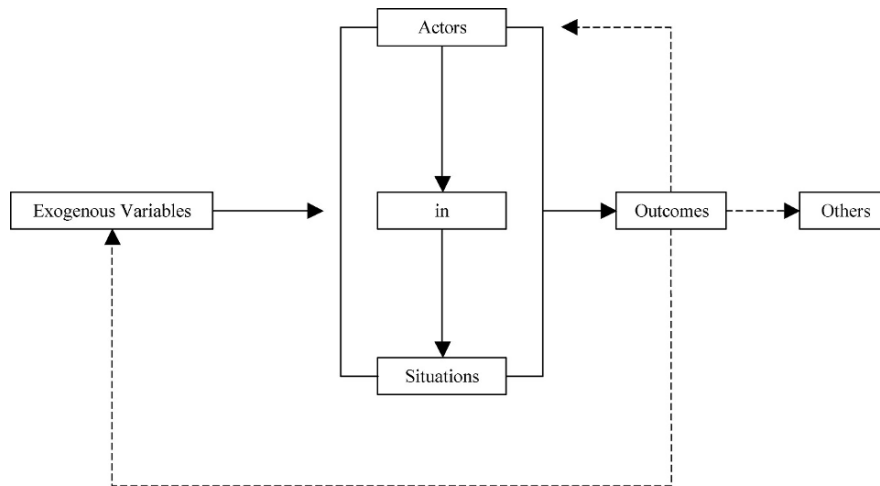 Actors
Exogenous Variables
in
Outcomes
Others
Situations